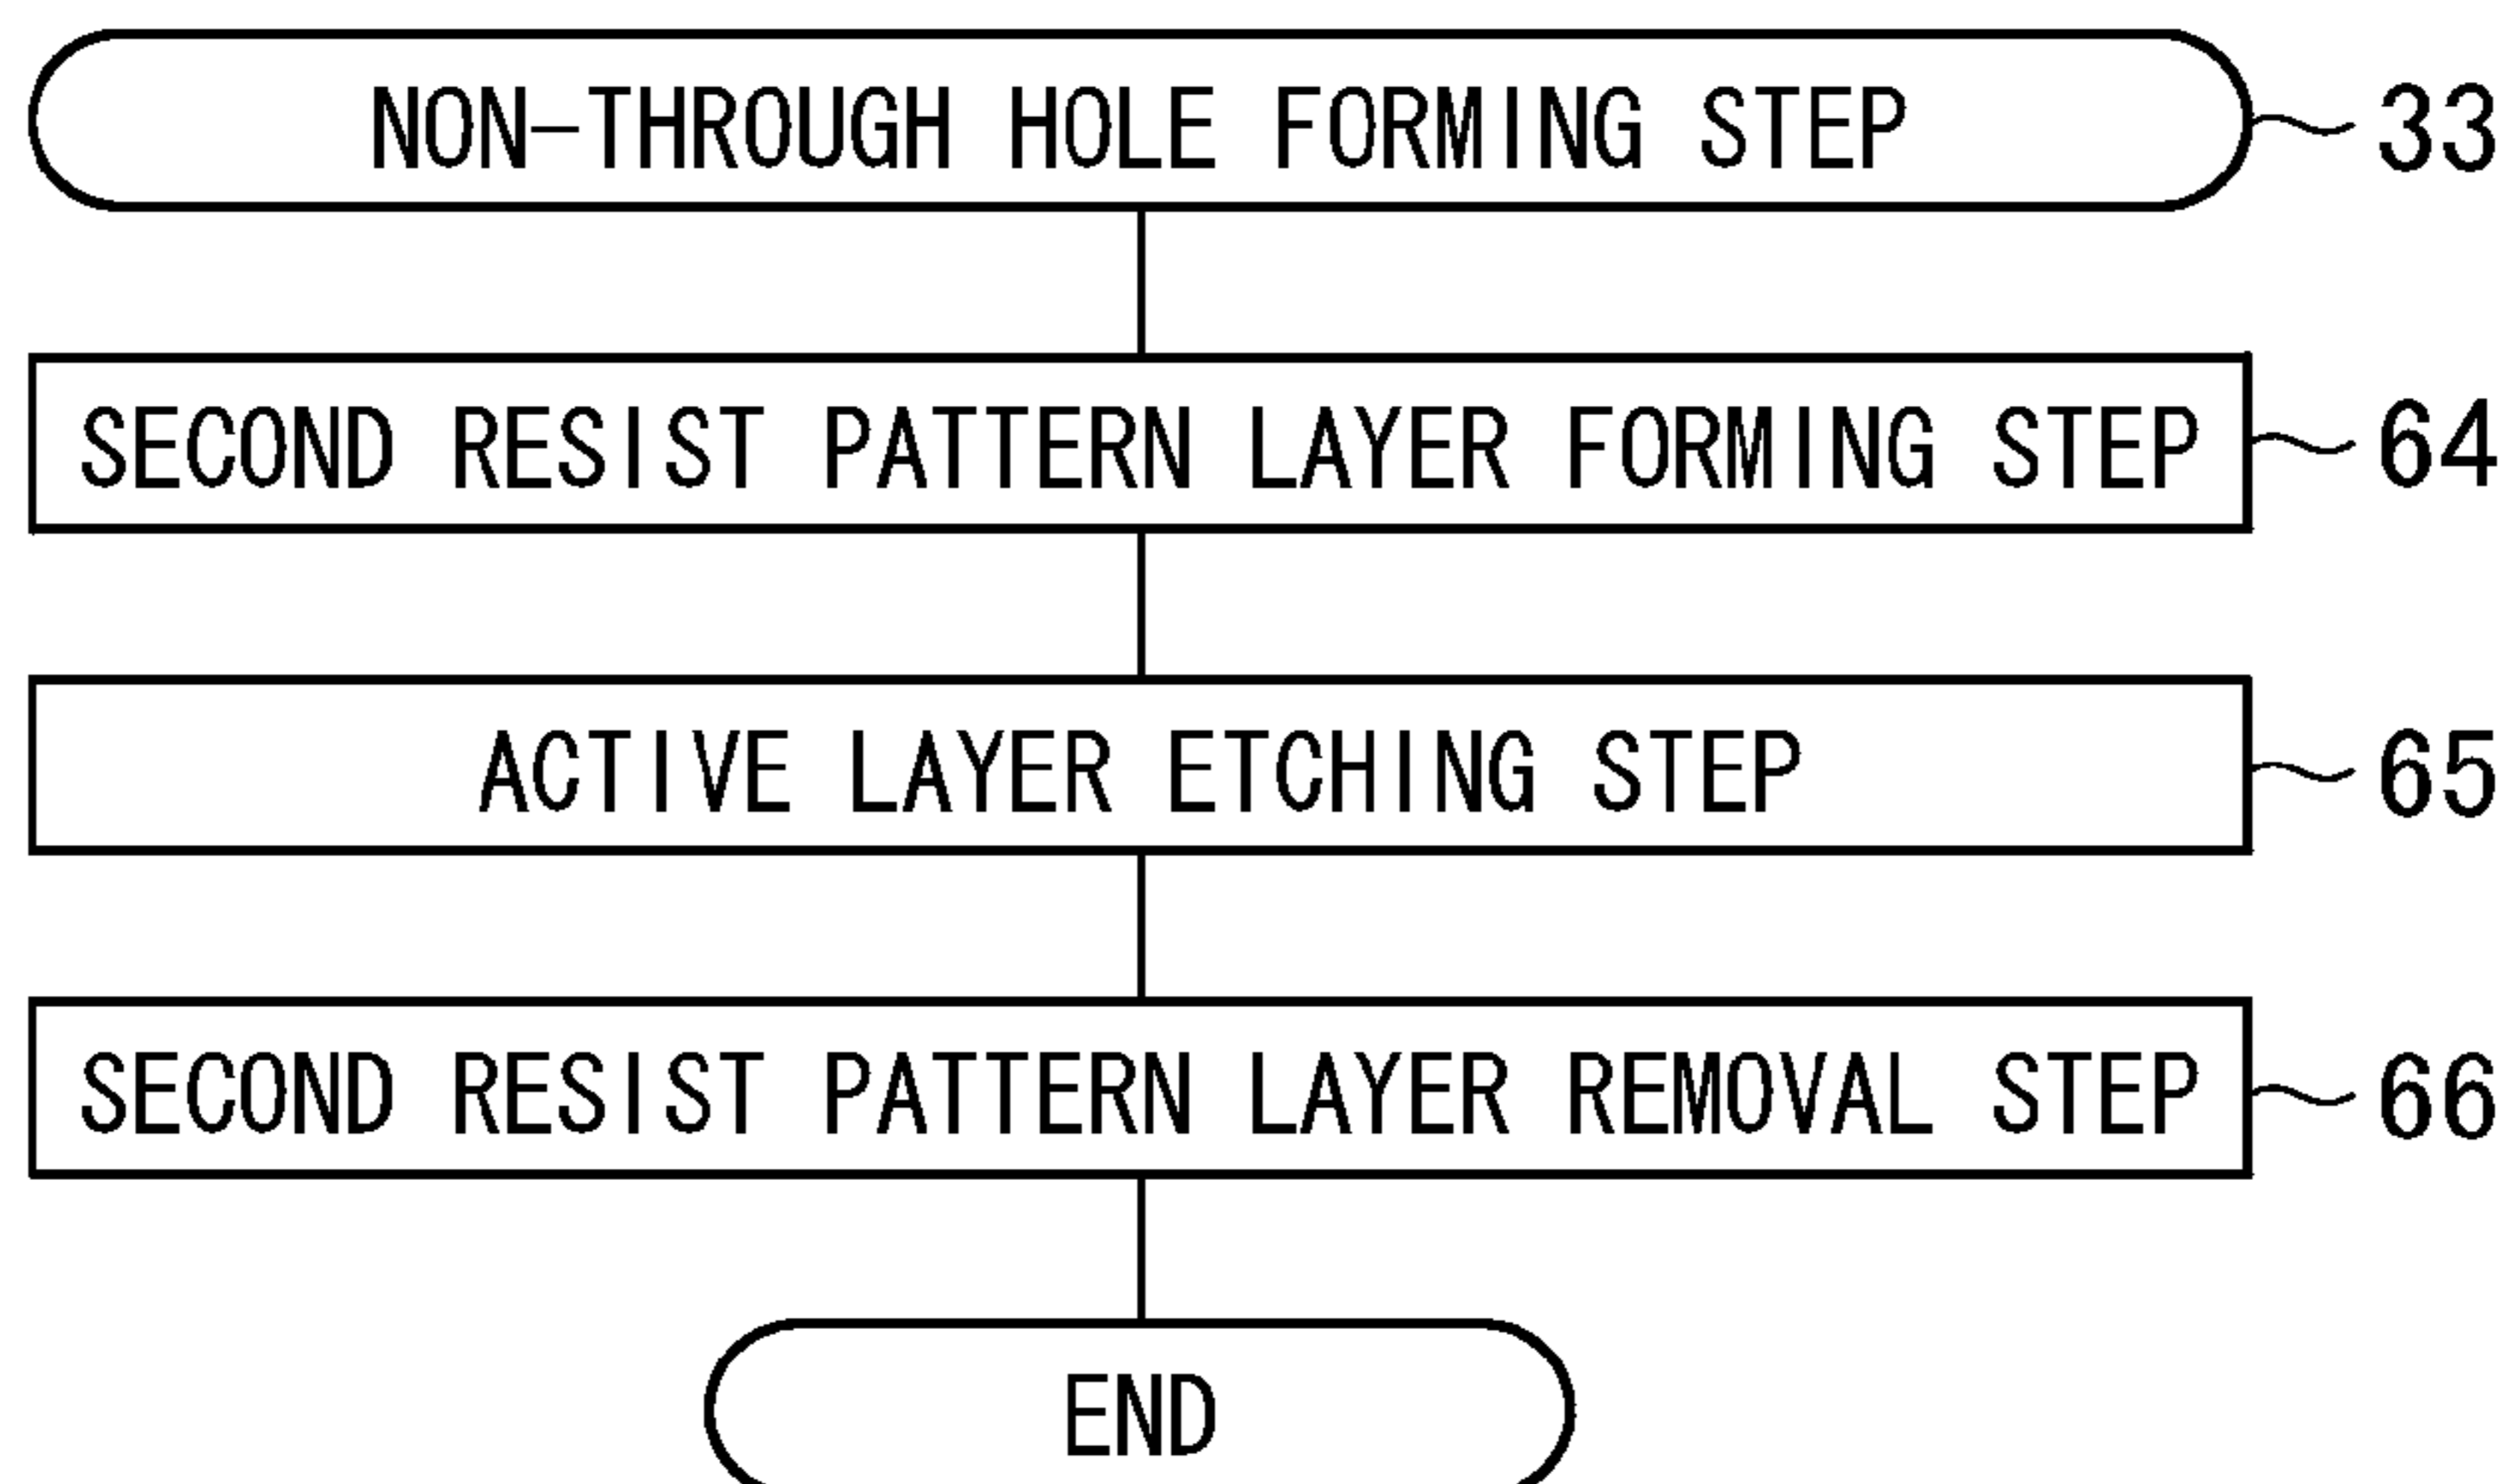 NON-THROUGH HOLE FORMING STEP 33
SECOND RESIST PATTERN LAYER FORMING STEP 64
ACTIVE LAYER ETCHING STEP 65
SECOND RESIST PATTERN LAYER REMOVAL STEP 66
END